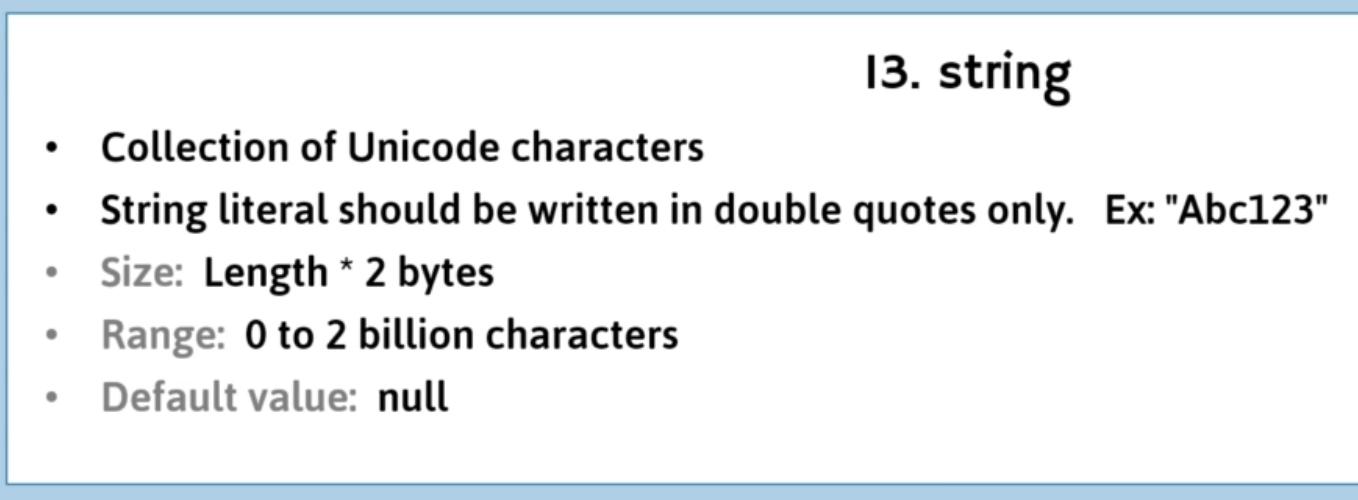 13. string
• Collection of Unicode characters
• String literal should be written in double quotes only. Ex: "Abc123"
• Size: Length * 2 bytes
• Range: 0 to 2 billion characters
• Default value: null